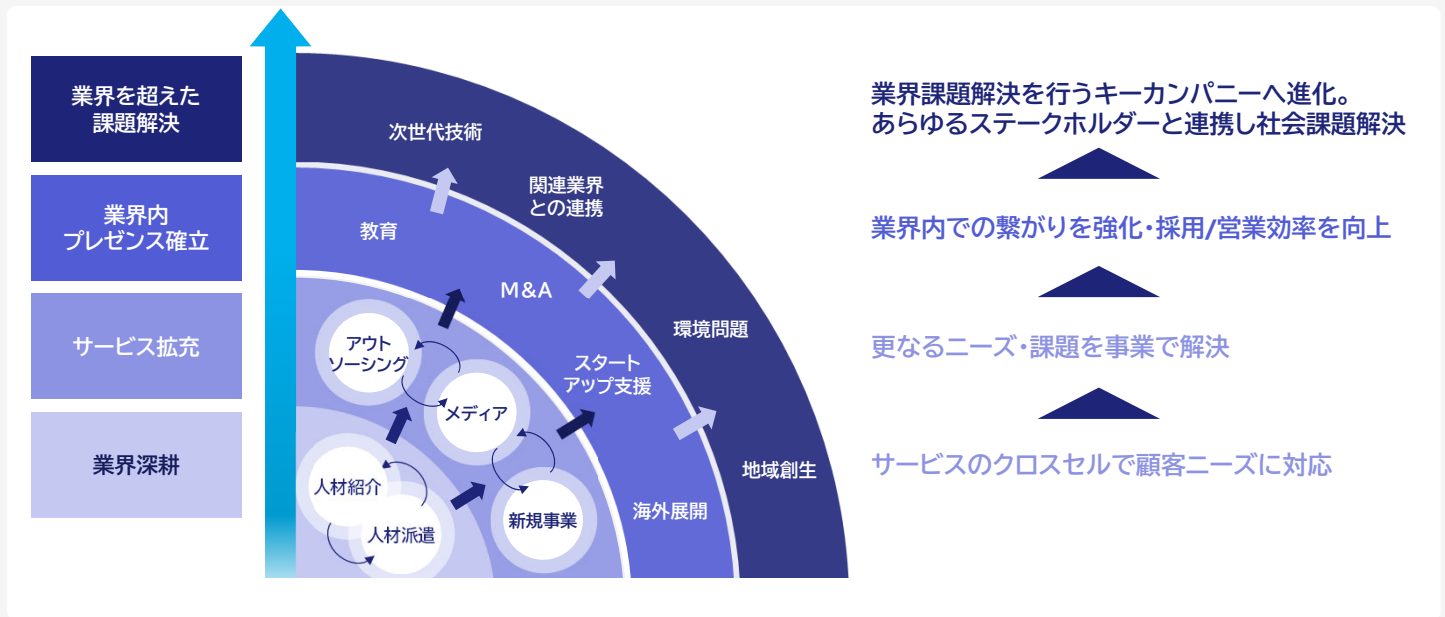 業界を超えた
課題解決
業界内
プレゼンス確立
サービス拡充
業界深耕
次世代技術
関連業界
との連携
環境問題
地域創生
教育
M&A
スタート
アップ支援
海外展開
アウト
ソーシング
メディア
新規事業
人材紹介
人材派遣
業界課題解決を行うキーカンパニーへ進化。
あらゆるステークホルダーと連携し社会課題解決
業界内での繋がりを強化・採用/営業効率を向上
更なるニーズ・課題を事業で解決
サービスのクロスセルで顧客ニーズに対応